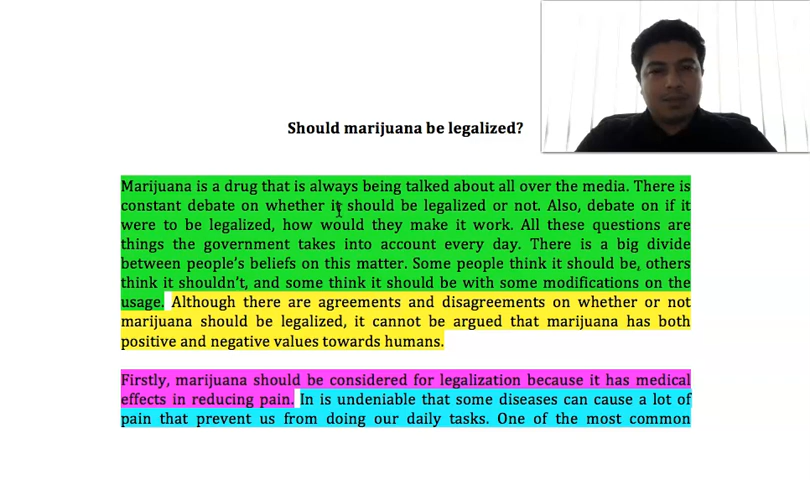 Should marijuana be legalized?
Marijuana is a drug that is always being talked about all over the media. There is
constant debate on whether it should be legalized or not. Also, debate on if it
were to be legalized, how would they make it work. All these questions are
things the government takes into account every day. There is a big divide
between people's beliefs on this matter. Some people think it should be, others
think it shouldn't, and some think it should be with some modifications on the
usage. Although there are agreements and disagreements on whether or not
marijuana should be legalized, it cannot be argued that marijuana has both
positive and negative values towards humans.
Firstly, marijuana should be considered for legalization because it has medical
effects in reducing pain. In is undeniable that some diseases can cause a lot of
pain that prevent us from doing our daily tasks. One of the most common